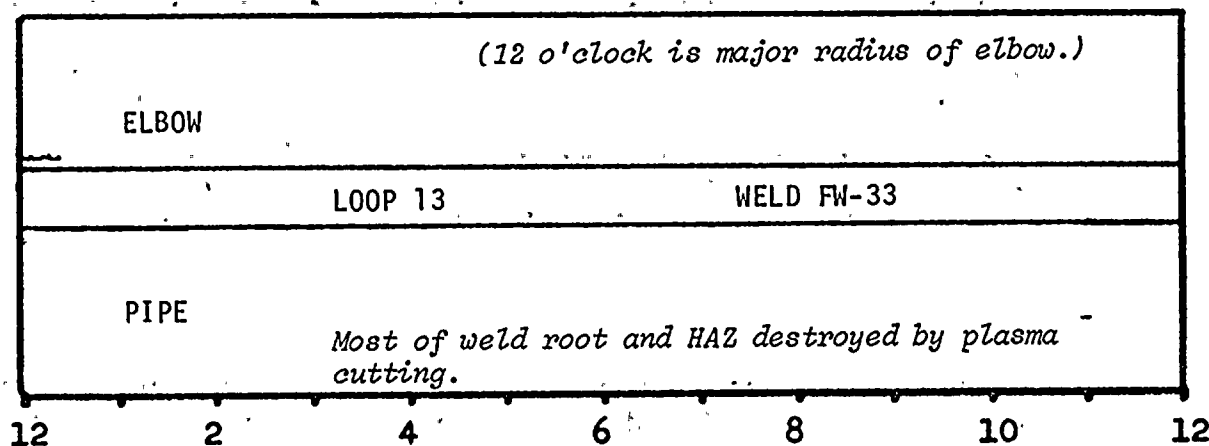 (12 o'clock is major radius of elbow.)
ELBOW
LOOP 13 WELD FW-33
PIPE
Most of weld root and HAZ destroyed by plasma
cutting.
12 2 4 6 8 10 12